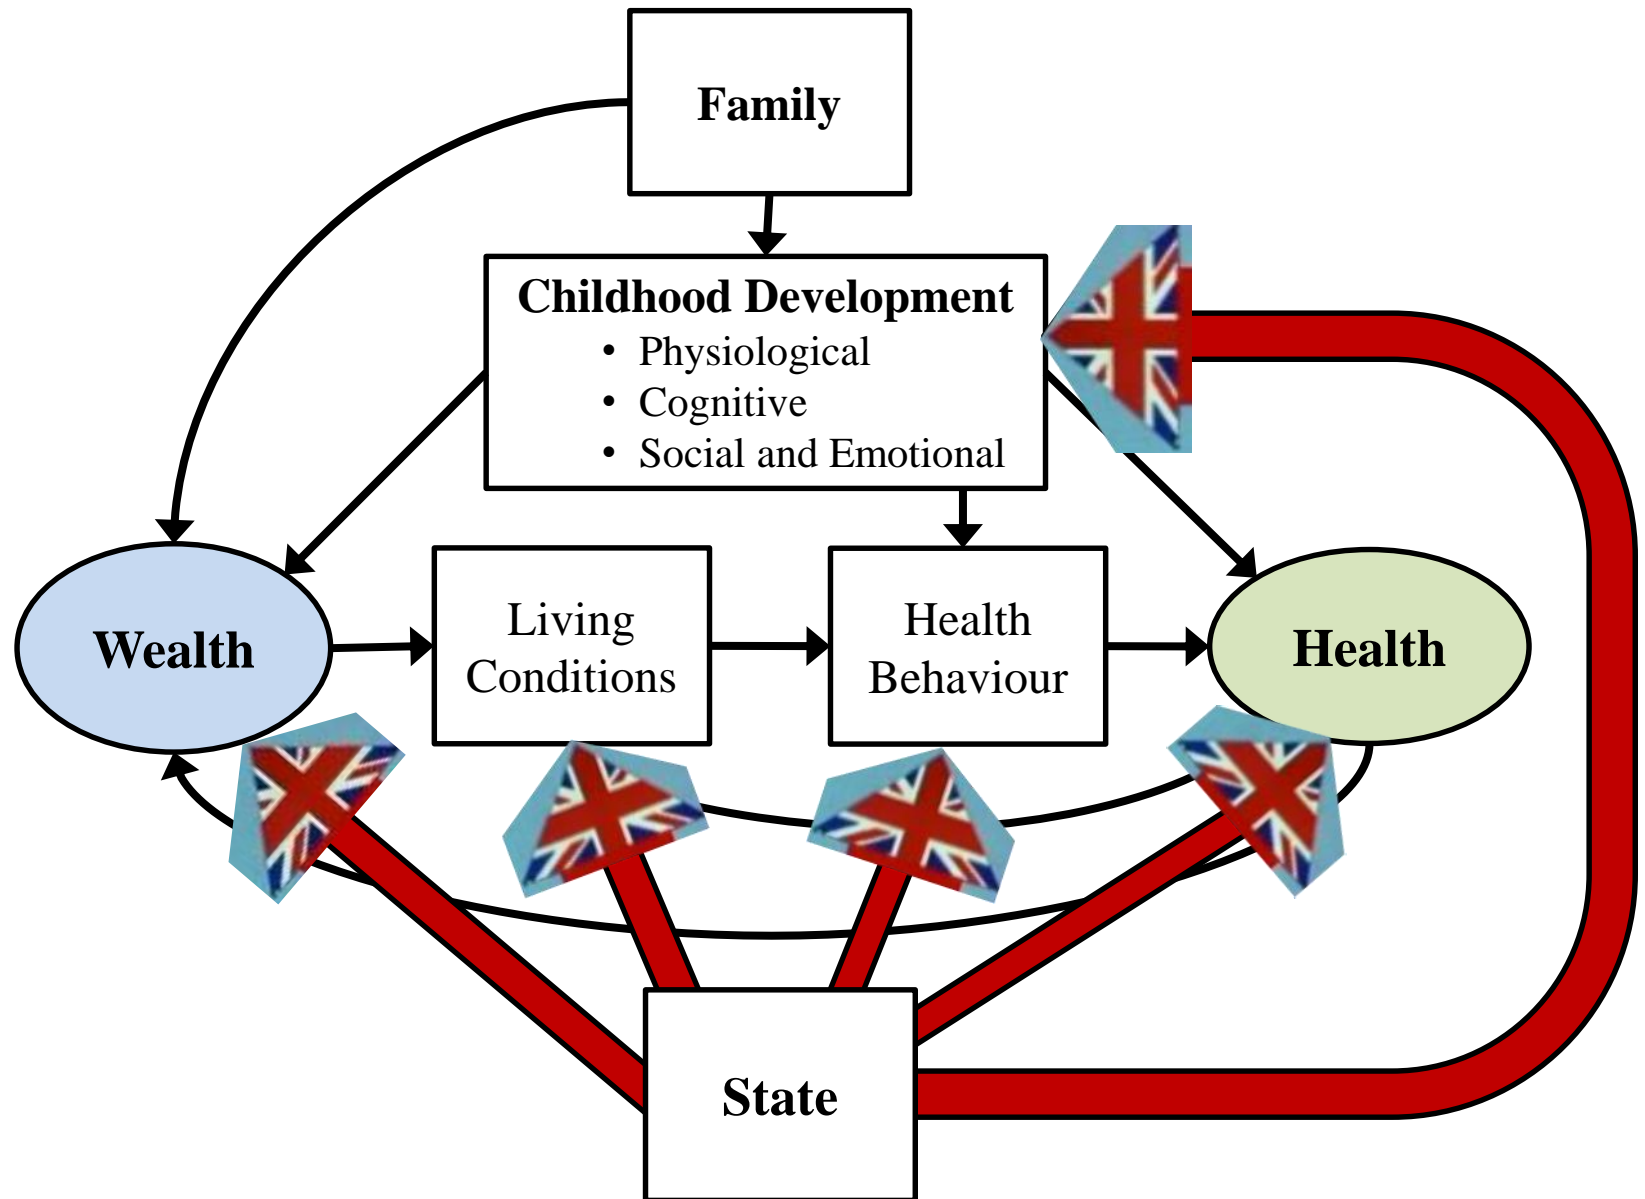 Family
Childhood Development
• Physiological
• Cognitive
• Social and Emotional
Wealth
Living
Conditions
Health
Behaviour
Health
State